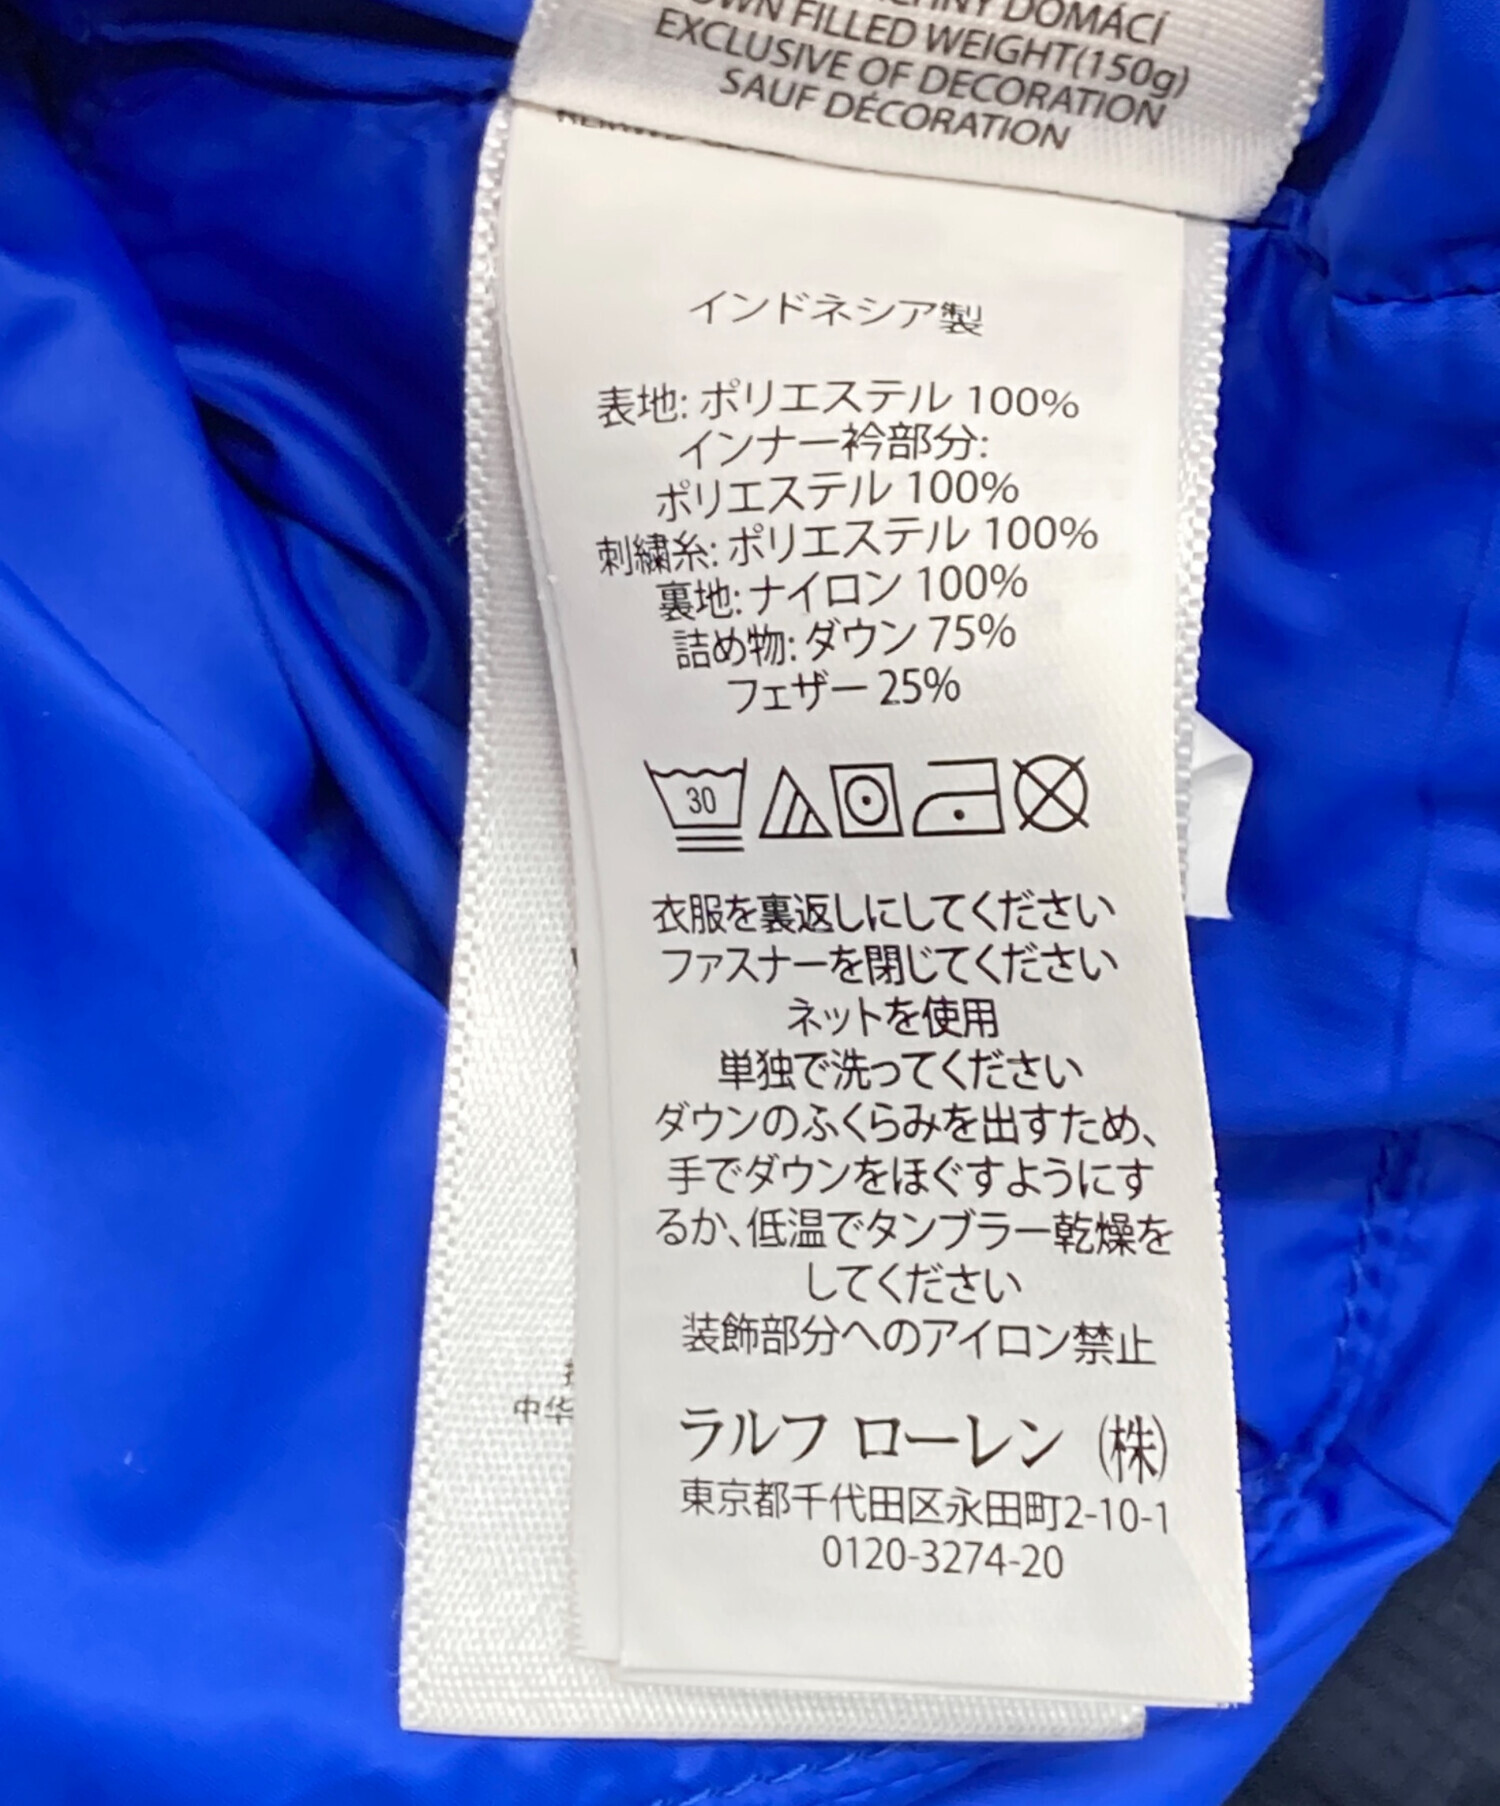 DOMÁCÍ
FILLED WEIGHT(150g)
EXCLUSIVE OF DECORATION
SAUF DÉCORATION
インドネシア製
表地: ポリエステル 100%
インナー衿部分:
ポリエステル 100%
刺繍糸: ポリエステル 100%
裏地: ナイロン 100%
詰め物: ダウン 75%
フェザー 25%
30
衣服を裏返しにしてください
ファスナーを閉じてください
ネットを使用
単独で洗ってください
ダウンのふくらみを出すため、
手でダウンをほぐすようにす
るか、低温でタンブラー乾燥を
してください
装飾部分へのアイロン禁止
中华
ラルフ ローレン (株)
東京都千代田区永田町2-10-1
0120-3274-20